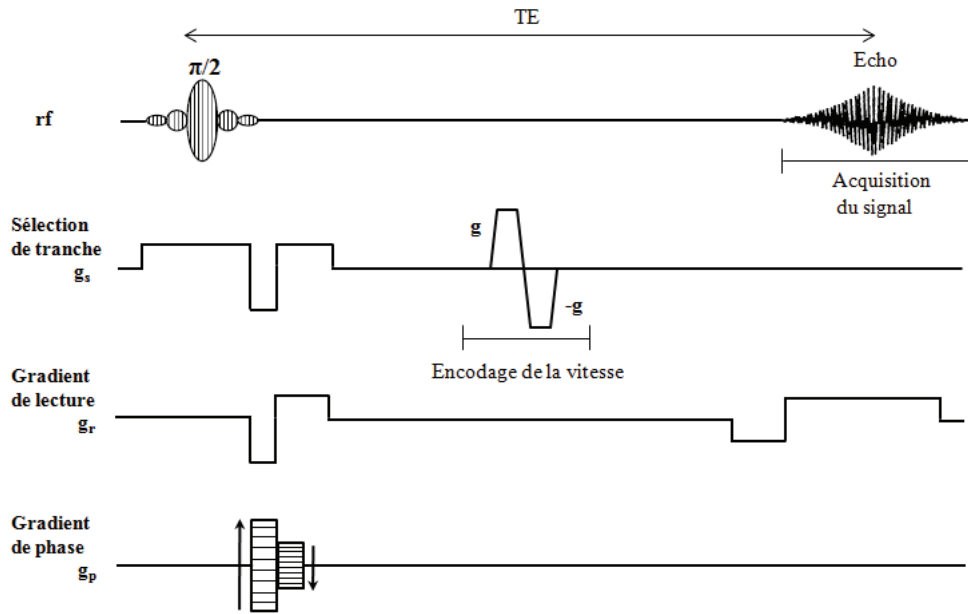 TE
π/2
Echo
rf
Acquisition
du signal
Sélection
de tranche
gs
g
-g
Encodage de la vitesse
Gradient
de lecture
gr
Gradient
de phase
gp